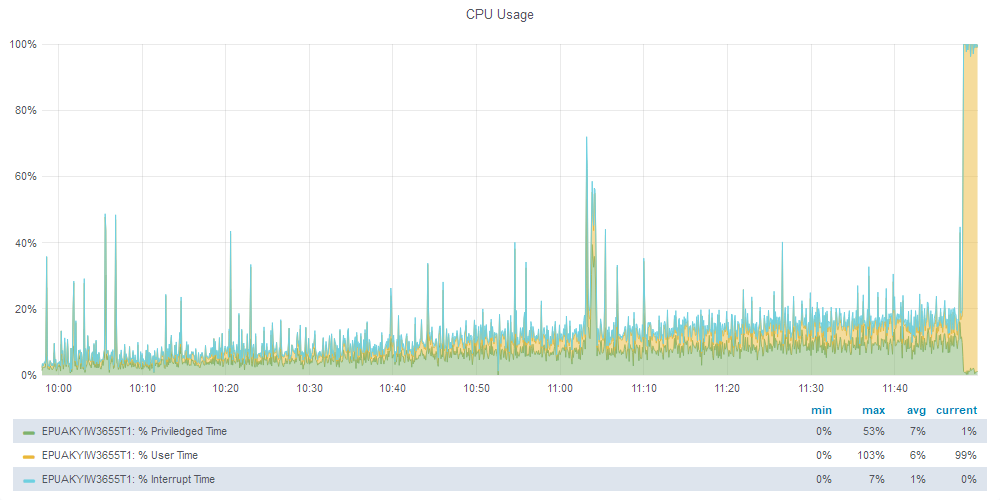 CPU Usage
100%
80%
60%
40%
20%
0%
10:00 10:10 10:20 10:30 10:40 10:50 11:00 11:10 11:20 11:30 11:40
min max avg current
EPUAKYIW3655T1: % Priviledged Time 0% 53% 7% 1%
EPUAKYIW3655T1: % User Time 0% 103% 6% 99%
EPUAKYIW3655T1: % Interrupt Time 0% 7% 1% 0%